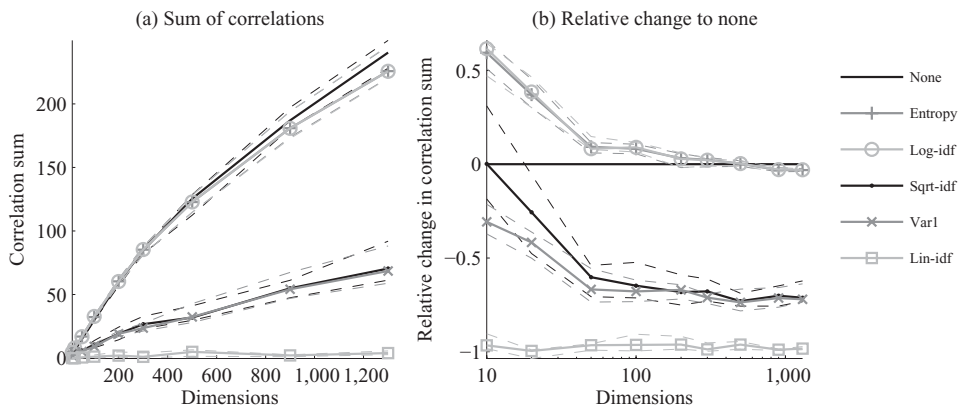 (a) Sum of correlations
Correlation sum
200
150
100
50
0
200 400 600 800 1,000 1,200
Dimensions
(b) Relative change to none
Relative change in correlation sum
0.5
0
−0.5
−1
10 100 1,000
Dimensions
None
Entropy
Log-idf
Sqrt-idf
Var1
Lin-idf